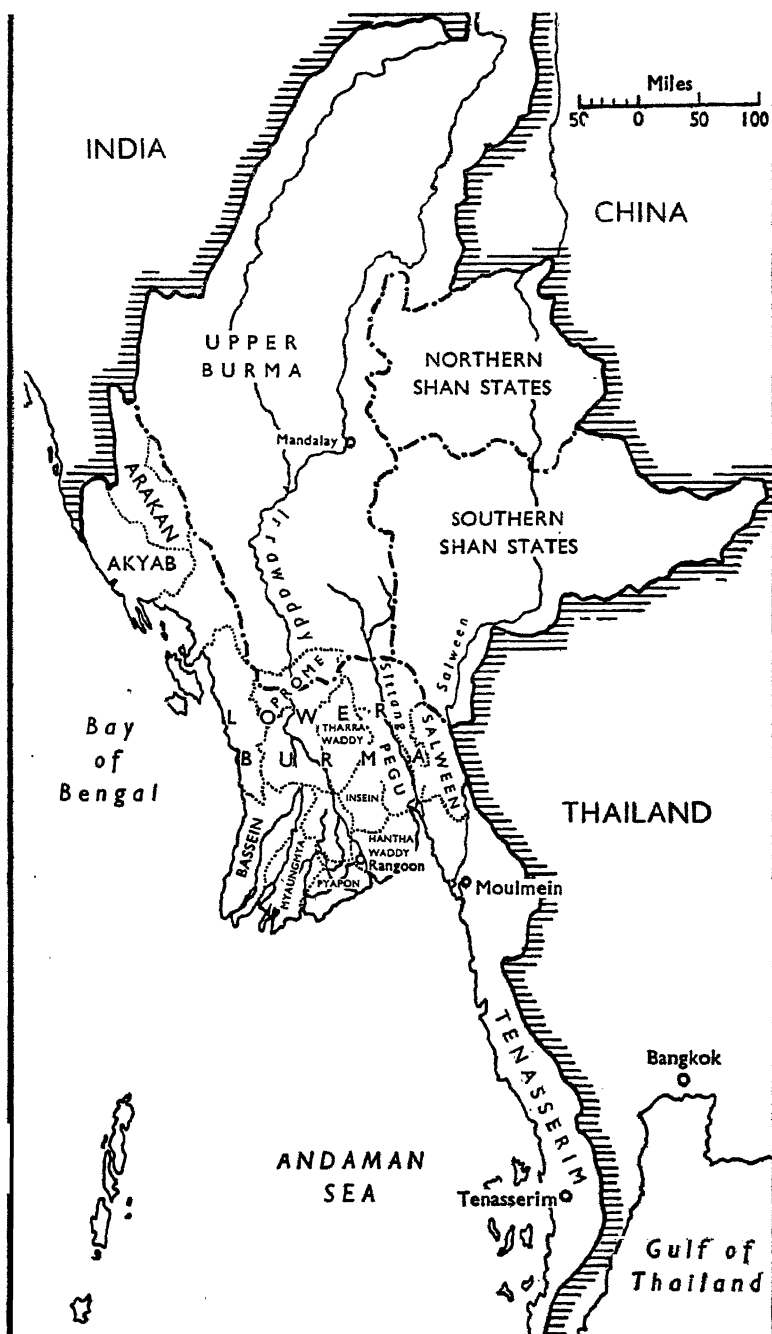 Miles
50 0 50 100
INDIA
CHINA
UPPER
BURMA
NORTHERN
SHAN STATES
Mandalay
ARAKAN
AKYAB
Irrawaddy
SOUTHERN
SHAN STATES
Salween
PROME
Sittang
LOWER
BURMA
THARRA
WADDY
SALWEEN
PEGU
Bay
of
Bengal
INSEIN
THAILAND
BASSEIN
MYAUNGMYA
HANTHA
WADDY
Rangoon
PYAPON
Moulmein
TENASSERIM
Bangkok
ANDAMAN
SEA
Tenasserim
Gulf of
Thailand